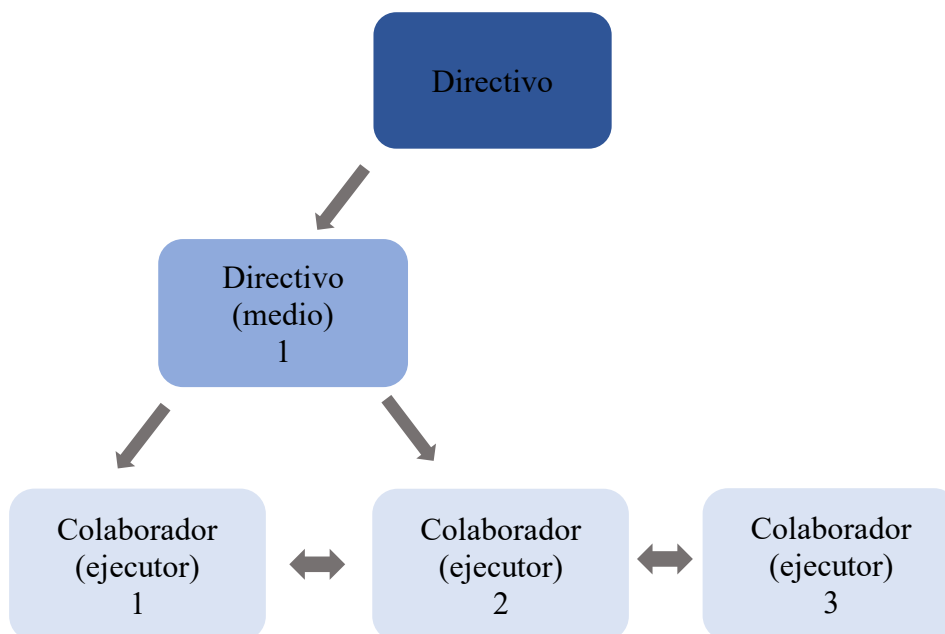 Directivo
Directivo
(medio)
1
Colaborador
(ejecutor)
1
Colaborador
(ejecutor)
2
Colaborador
(ejecutor)
3